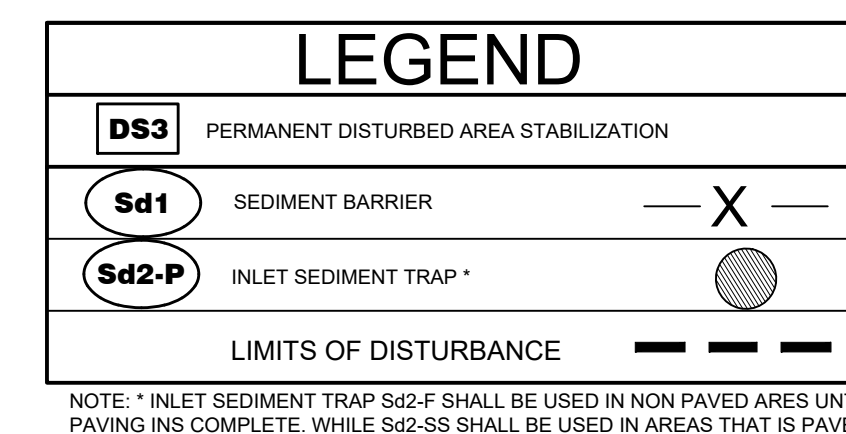 LEGEND
DS3 PERMANENT DISTURBED AREA STABILIZATION
Sd1 SEDIMENT BARRIER X
Sd2-P INLET SEDIMENT TRAP *
LIMITS OF DISTURBANCE
NOTE: * INLET SEDIMENT TRAP Sd2-F SHALL BE USED IN NON PAVED ARES
PAVING INS COMPLETE. WHILE Sd2-SS SHALL BE USED IN AREAS THAT IS